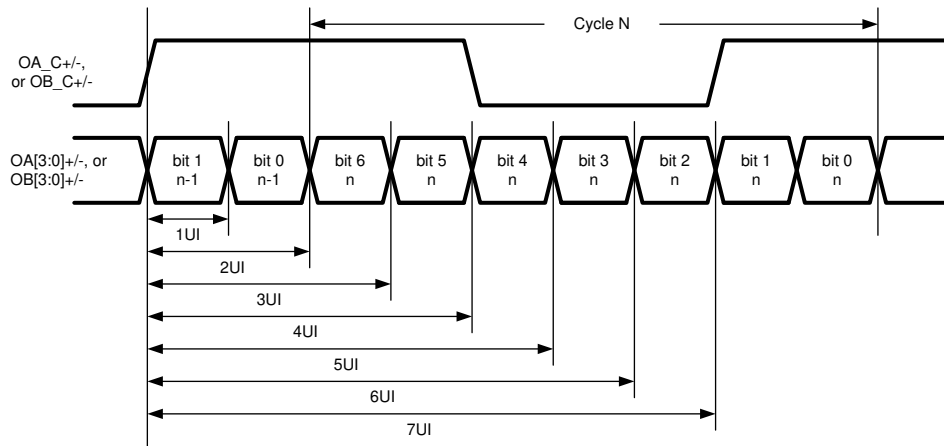 Cycle N
OA_C+/-,
or OB_C+/-
OA[3:0]+/-, or
OB[3:0]+/-
bit 1
n-1
bit 0
n-1
bit 6
n
bit 5
n
bit 4
n
bit 3
n
bit 2
n
bit 1
n
bit 0
n
1UI
2UI
3UI
4UI
5UI
6UI
7UI